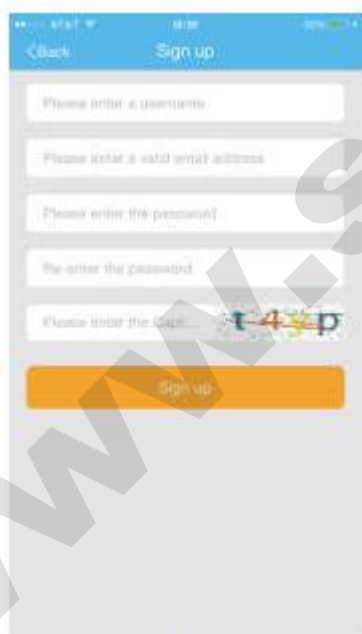 AT&T
Back
Sign up
Please enter a username
Please enter a valid email address
Please enter the password
Re-enter the password
Please enter the Capt...
t4yp
Sign up